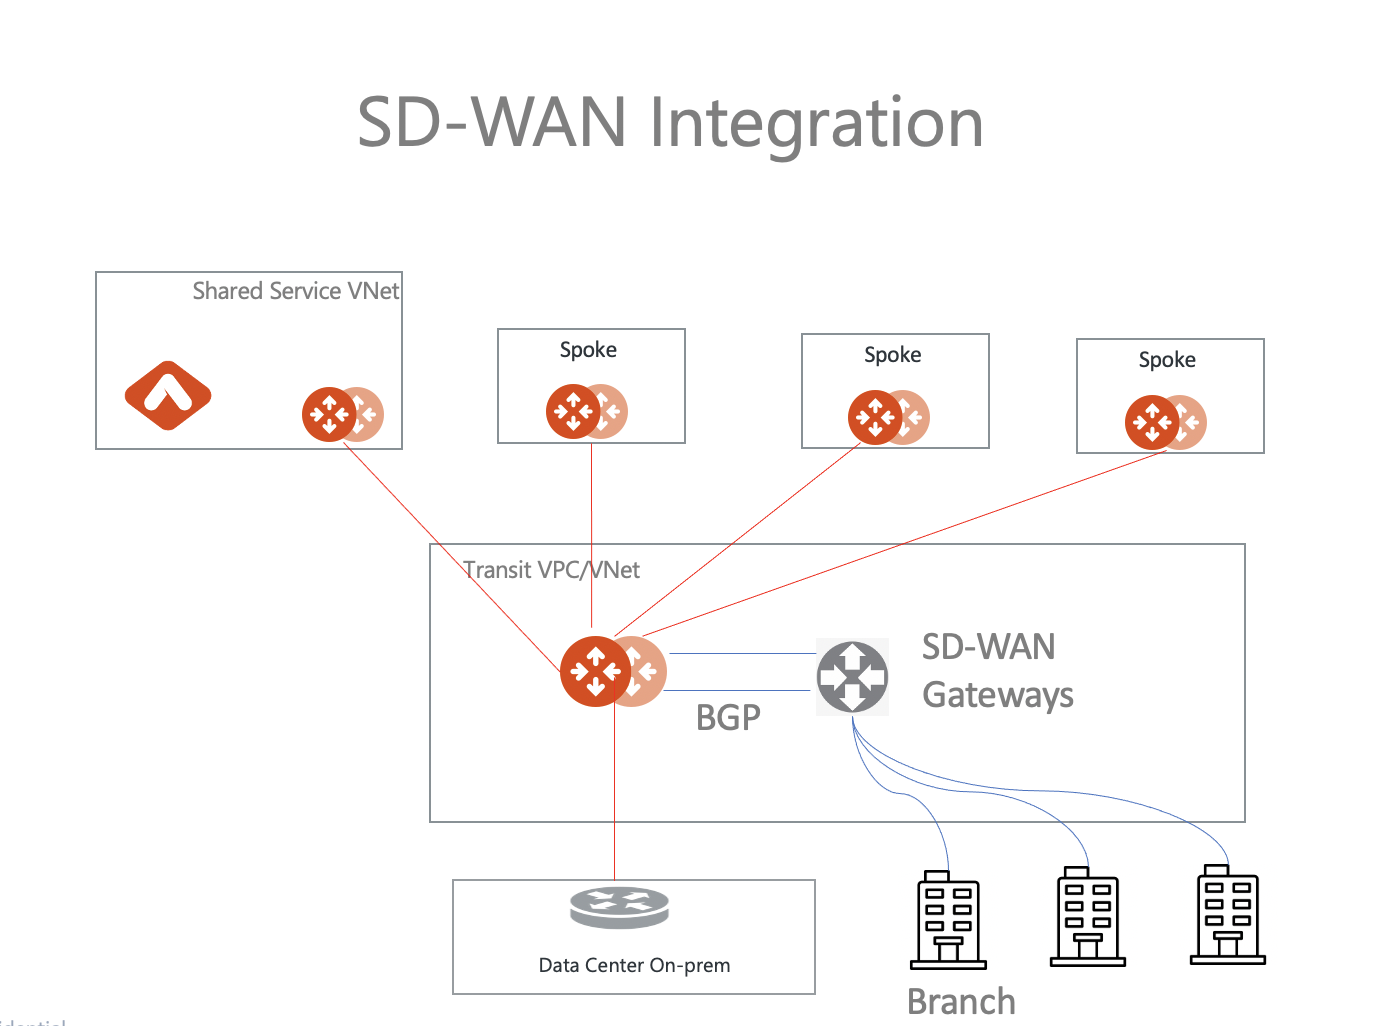 SD-WAN Integration
Shared Service VNet
Spoke
Spoke
Spoke
Transit VPC/VNet
SD-WAN
Gateways
BGP
Data Center On-prem
Branch